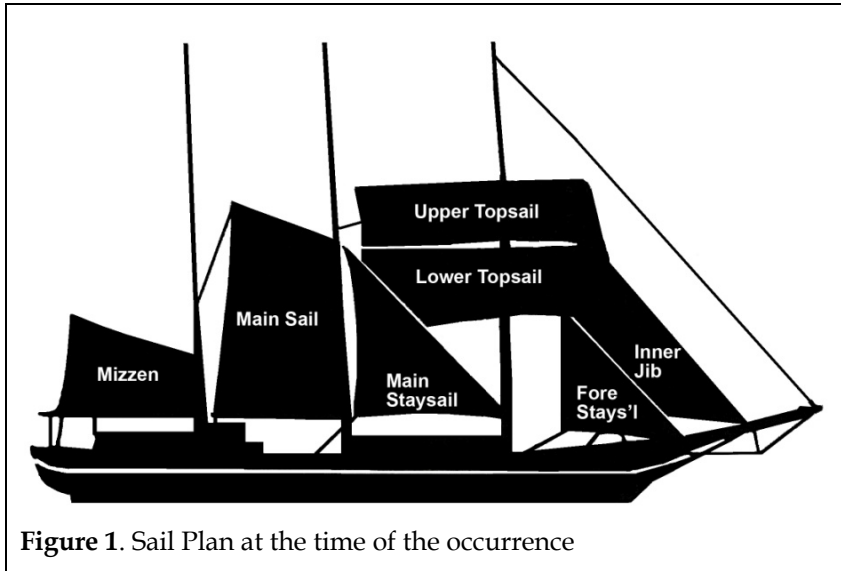 Upper Topsail
Lower Topsail
Main Sail
Mizzen
Main
Staysail
Fore
Stays'l
Inner
Jib
Figure 1. Sail Plan at the time of the occurrence